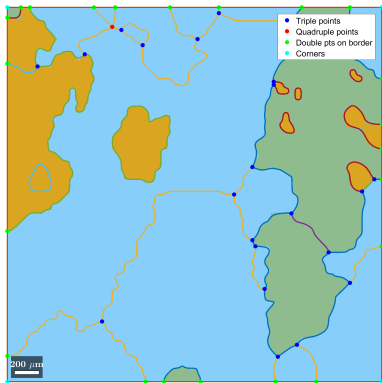 Triple points
Quadruple points
Double pts on border
Corners
200 μm